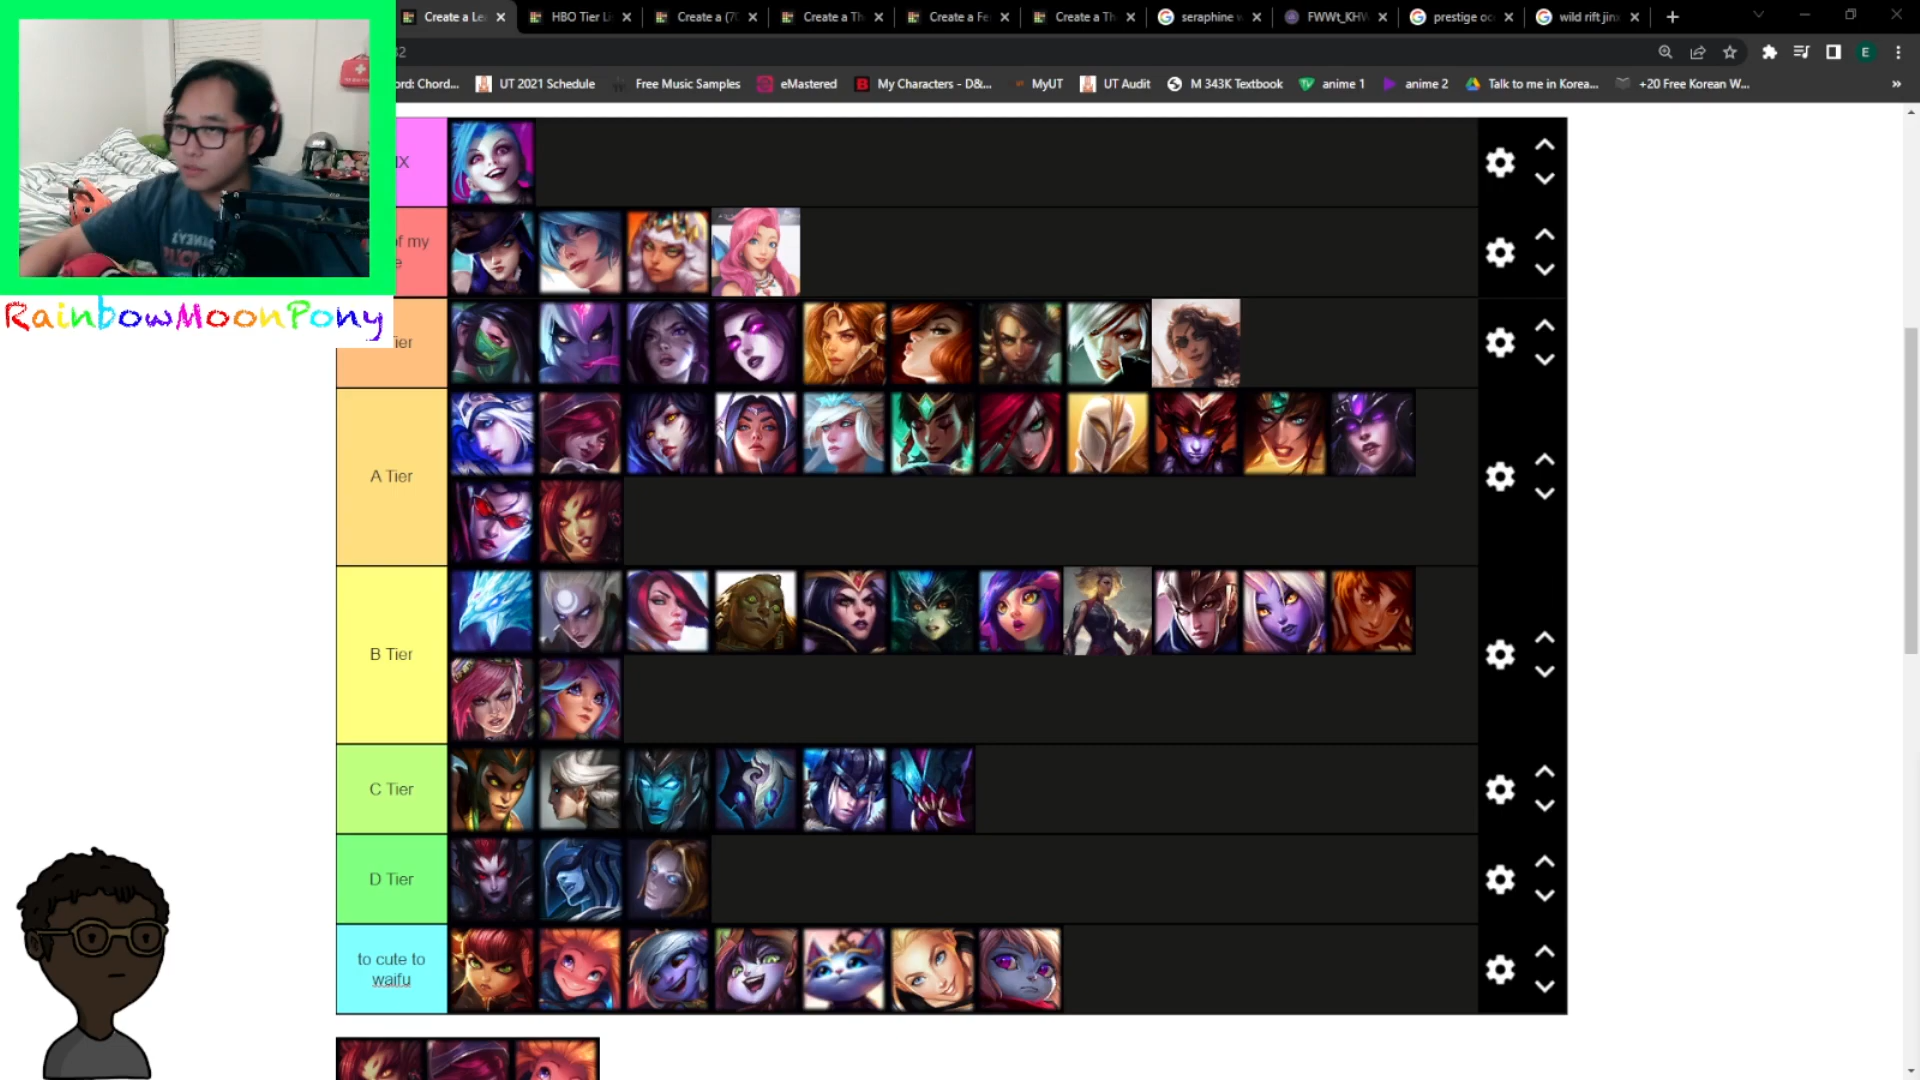 Create a Le
HBO Tier Li
Create a (7
Create a Th
Create a Fe
Create a Th
seraphine
FWWt_KHV
prestige oc
wild rift jinx
ord: Chord...
UT 2021 Schedule
Free Music Samples
eMastered
My Characters - D&...
MyUT
UT Audit
M 343K Textbook
anime 1
anime 2
Talk to me in Korea...
+20 Free Korean W...
RainbowMoonPony
IX
of my
e
ier
A Tier
B Tier
C Tier
D Tier
to cute to
waifu